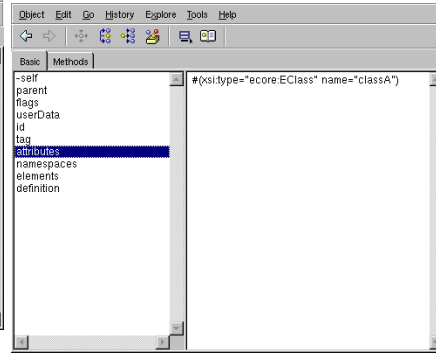 Object Edit Go History Explore Tools Help
Basic Methods
-self
parent
flags
userData
id
tag
attributes
namespaces
elements
definition
#(xsi:type="ecore:EClass" name="classA")